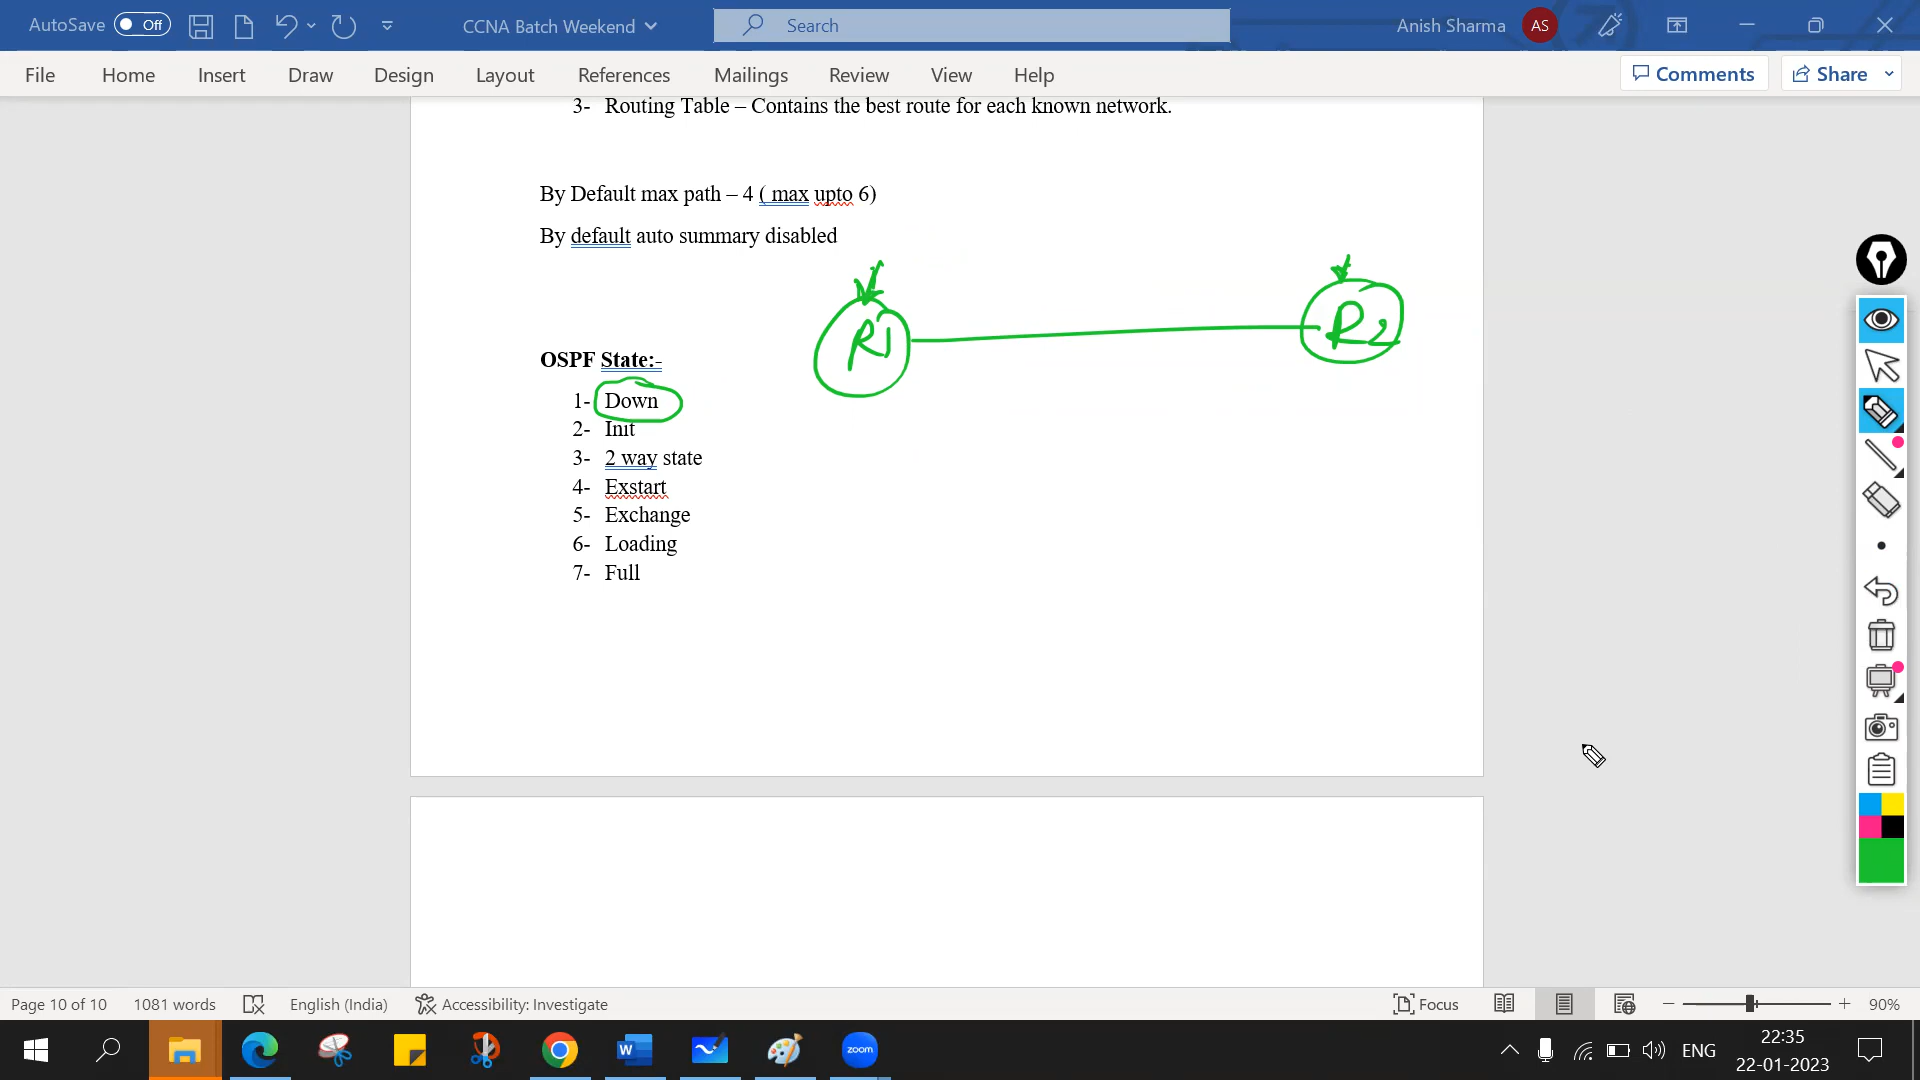 AutoSave Off CCNA Batch Weekend Search Anish Sharma AS
File Home Insert Draw Design Layout References Mailings Review View Help Comments Share
3- Routing Table – Contains the best route for each known network.
By Default max path – 4 ( max upto 6)
By default auto summary disabled
R1 R2
OSPF State:-
1- Down
2- Init
3- 2 way state
4- Exstart
5- Exchange
6- Loading
7- Full
Page 10 of 10 1081 words English (India) Accessibility: Investigate Focus 90%
W zoom ENG 22:35
22-01-2023